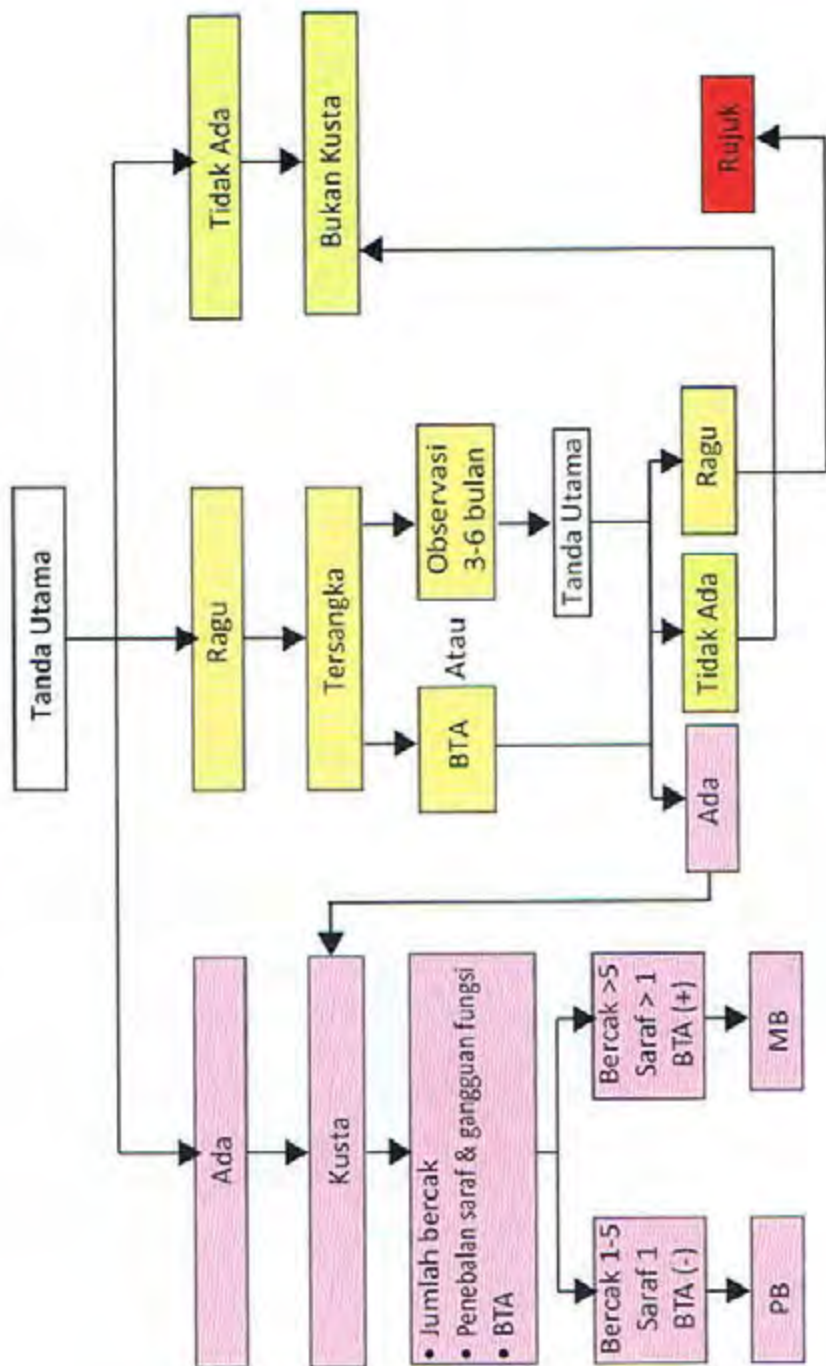 Tanda Utama
Ada
Ragu
Tidak Ada
Kusta
Tersangka
Bukan Kusta
• Jumlah bercak
• Penebalan saraf & gangguan fungsi
• BTA
BTA
Atau
Observasi
3-6 bulan
Tanda Utama
Bercak 1-5
Saraf 1
BTA (-)
Bercak >5
Saraf > 1
BTA (+)
Ada
Tidak Ada
Ragu
Rujuk
PB
MB